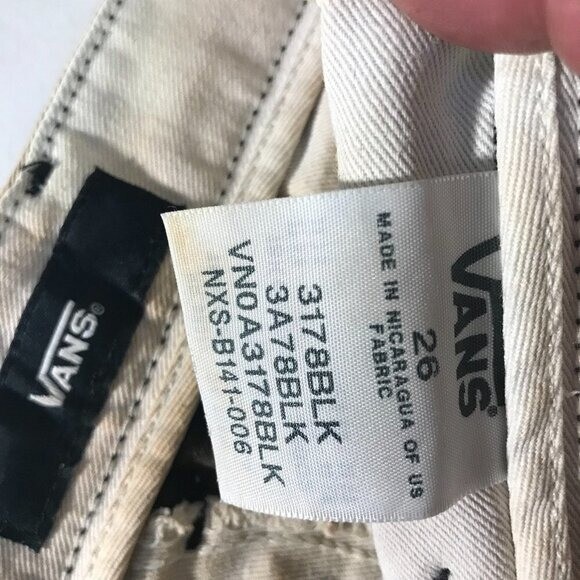 VANS
VANS
26
MADE IN NICARAGUA OF US
FABRIC
3178BLK
3A78BLK
VN0A3178BLK
NXS-B141-006